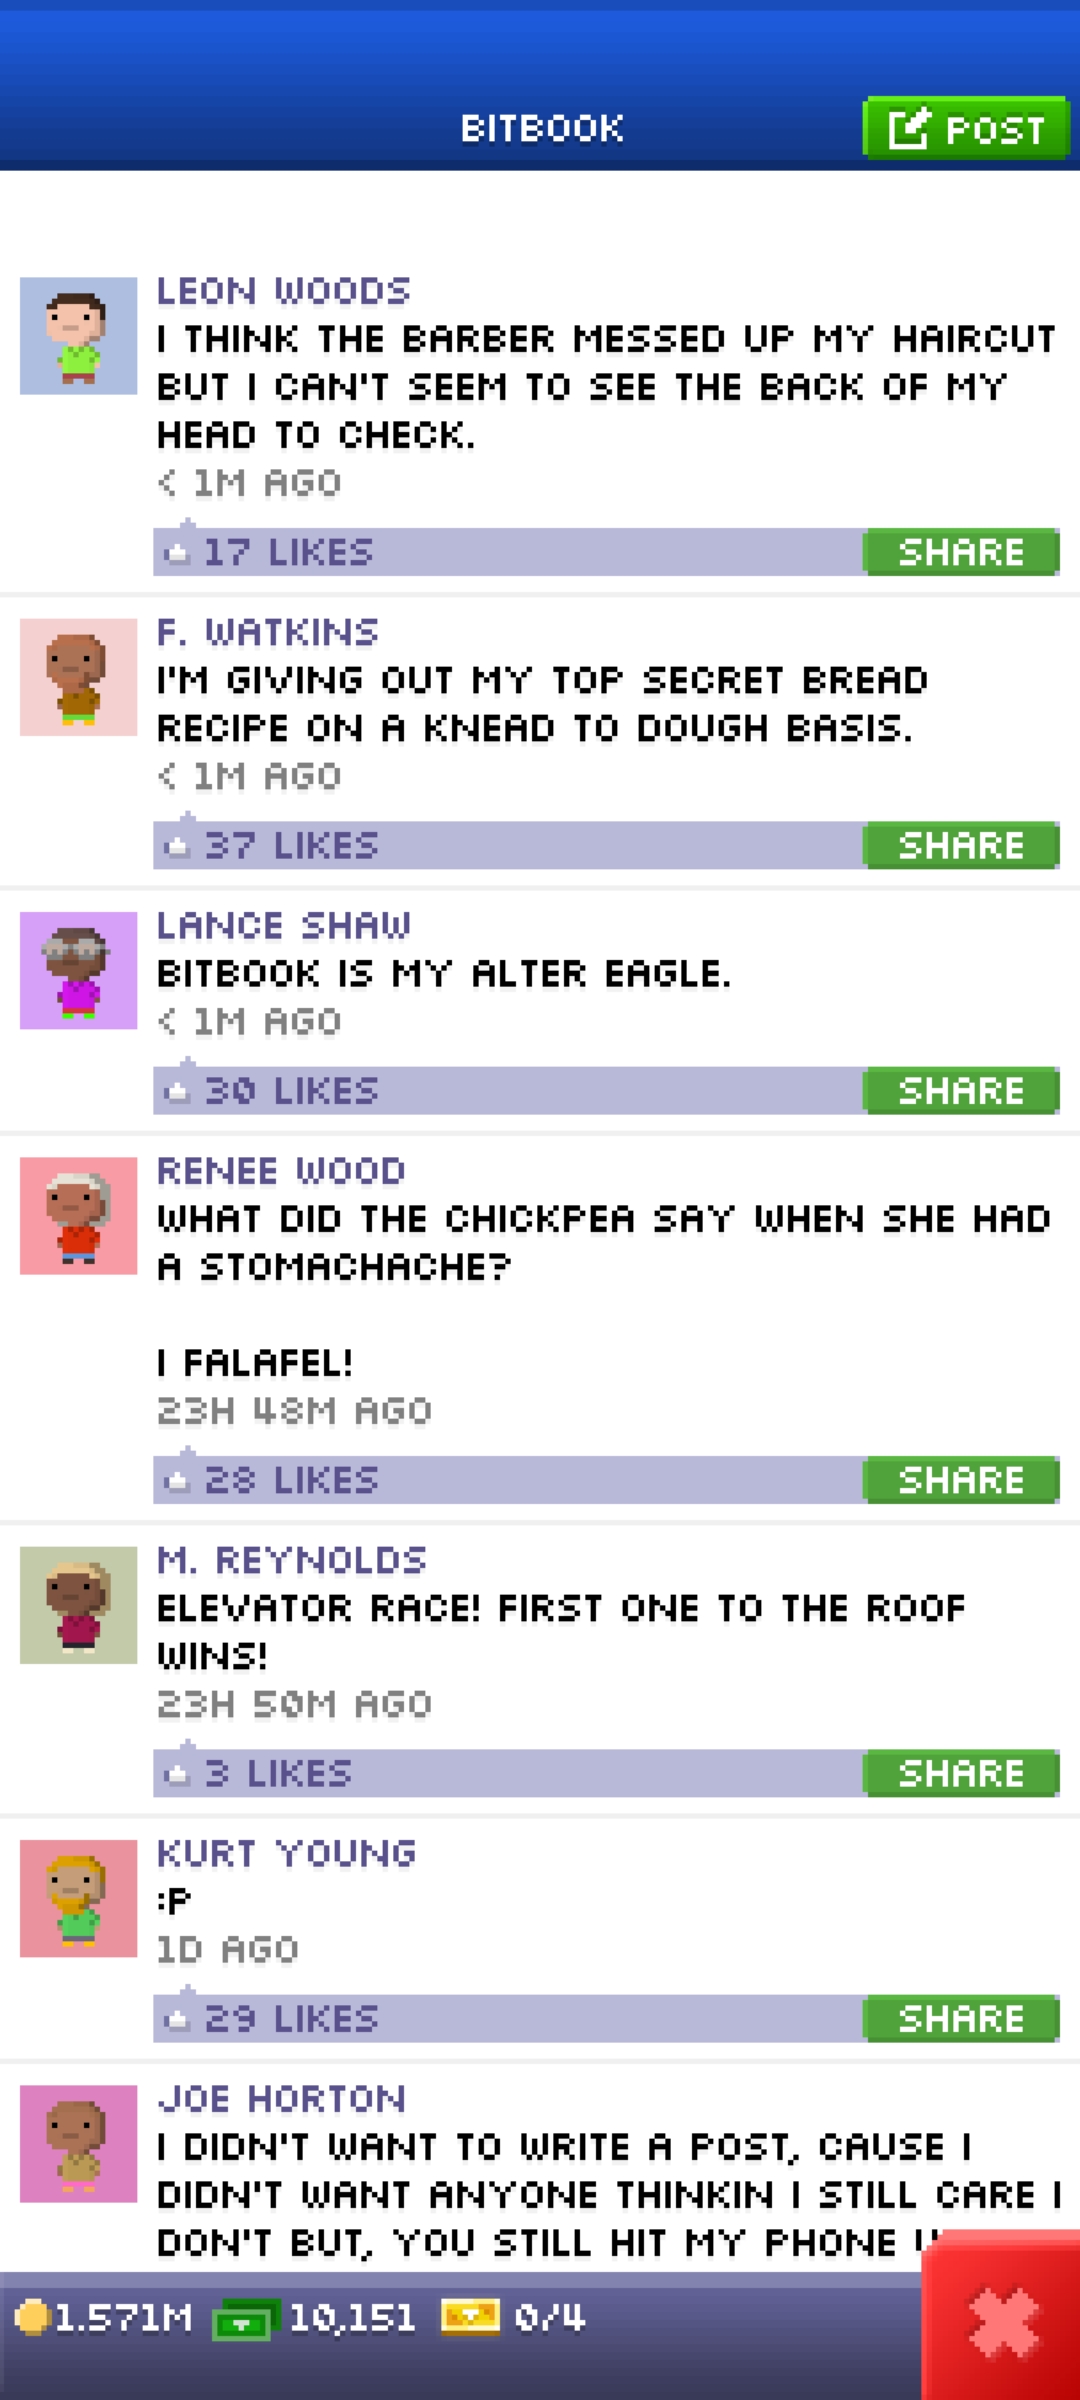 BITBOOK
POST
LEON WOODS
I THINK THE BARBER MESSED UP MY HAIRCUT
BUT I CAN'T SEEM TO SEE THE BACK OF MY
HEAD TO CHECK.
< 1M AGO
17 LIKES
SHARE
F. WATKINS
I'M GIVING OUT MY TOP SECRET BREAD
RECIPE ON A KNEAD TO DOUGH BASIS.
< 1M AGO
37 LIKES
SHARE
LANCE SHAW
BITBOOK IS MY ALTER EAGLE.
< 1M AGO
30 LIKES
SHARE
RENEE WOOD
WHAT DID THE CHICKPEA SAY WHEN SHE HAD
A STOMACHACHE?
I FALAFEL!
23H 48M AGO
28 LIKES
SHARE
M. REYNOLDS
ELEVATOR RACE! FIRST ONE TO THE ROOF
WINS!
23H 50M AGO
3 LIKES
SHARE
KURT YOUNG
:P
1D AGO
29 LIKES
SHARE
JOE HORTON
I DIDN'T WANT TO WRITE A POST, CAUSE I
DIDN'T WANT ANYONE THINKIN I STILL CARE I
DON'T BUT, YOU STILL HIT MY PHONE
1.571M 10,151 0/4